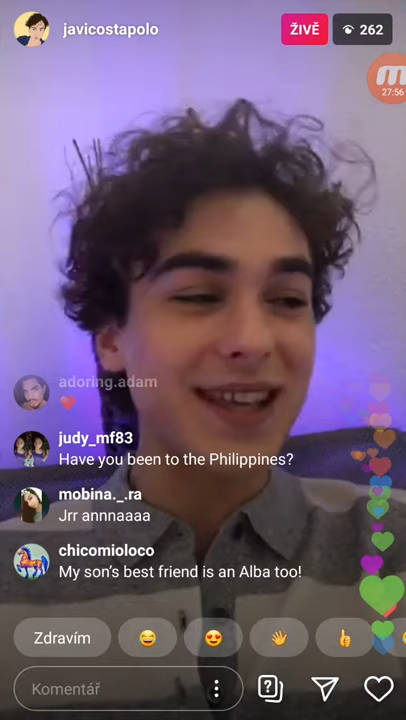 javicostapolo
ŽIVĚ
262
27:56
adoring.adam
judy_mf83
Have you been to the Philippines?
mobina._.ra
Jrr annnaaaa
chicomioloco
My son's best friend is an Alba too!
Zdravím
Komentář